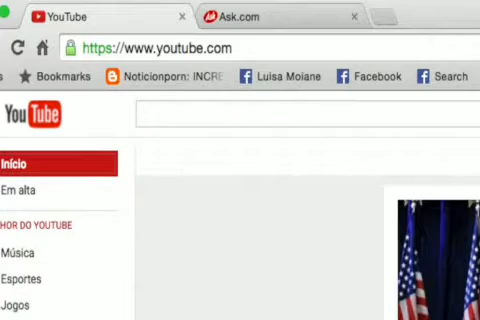 YouTube
Ask.com
https://www.youtube.com
Bookmarks
Noticionporn: INCRE
Luisa Moiane
Facebook
Search
YouTube
Início
Em alta
HOR DO YOUTUBE
Música
Esportes
Jogos